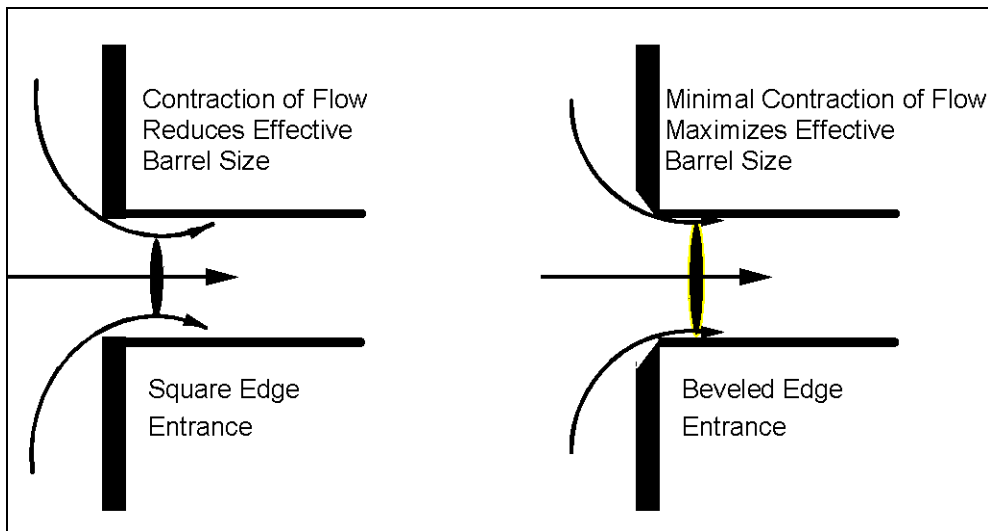 Contraction of Flow
Reduces Effective
Barrel Size
Minimal Contraction of Flow
Maximizes Effective
Barrel Size
Square Edge
Entrance
Beveled Edge
Entrance